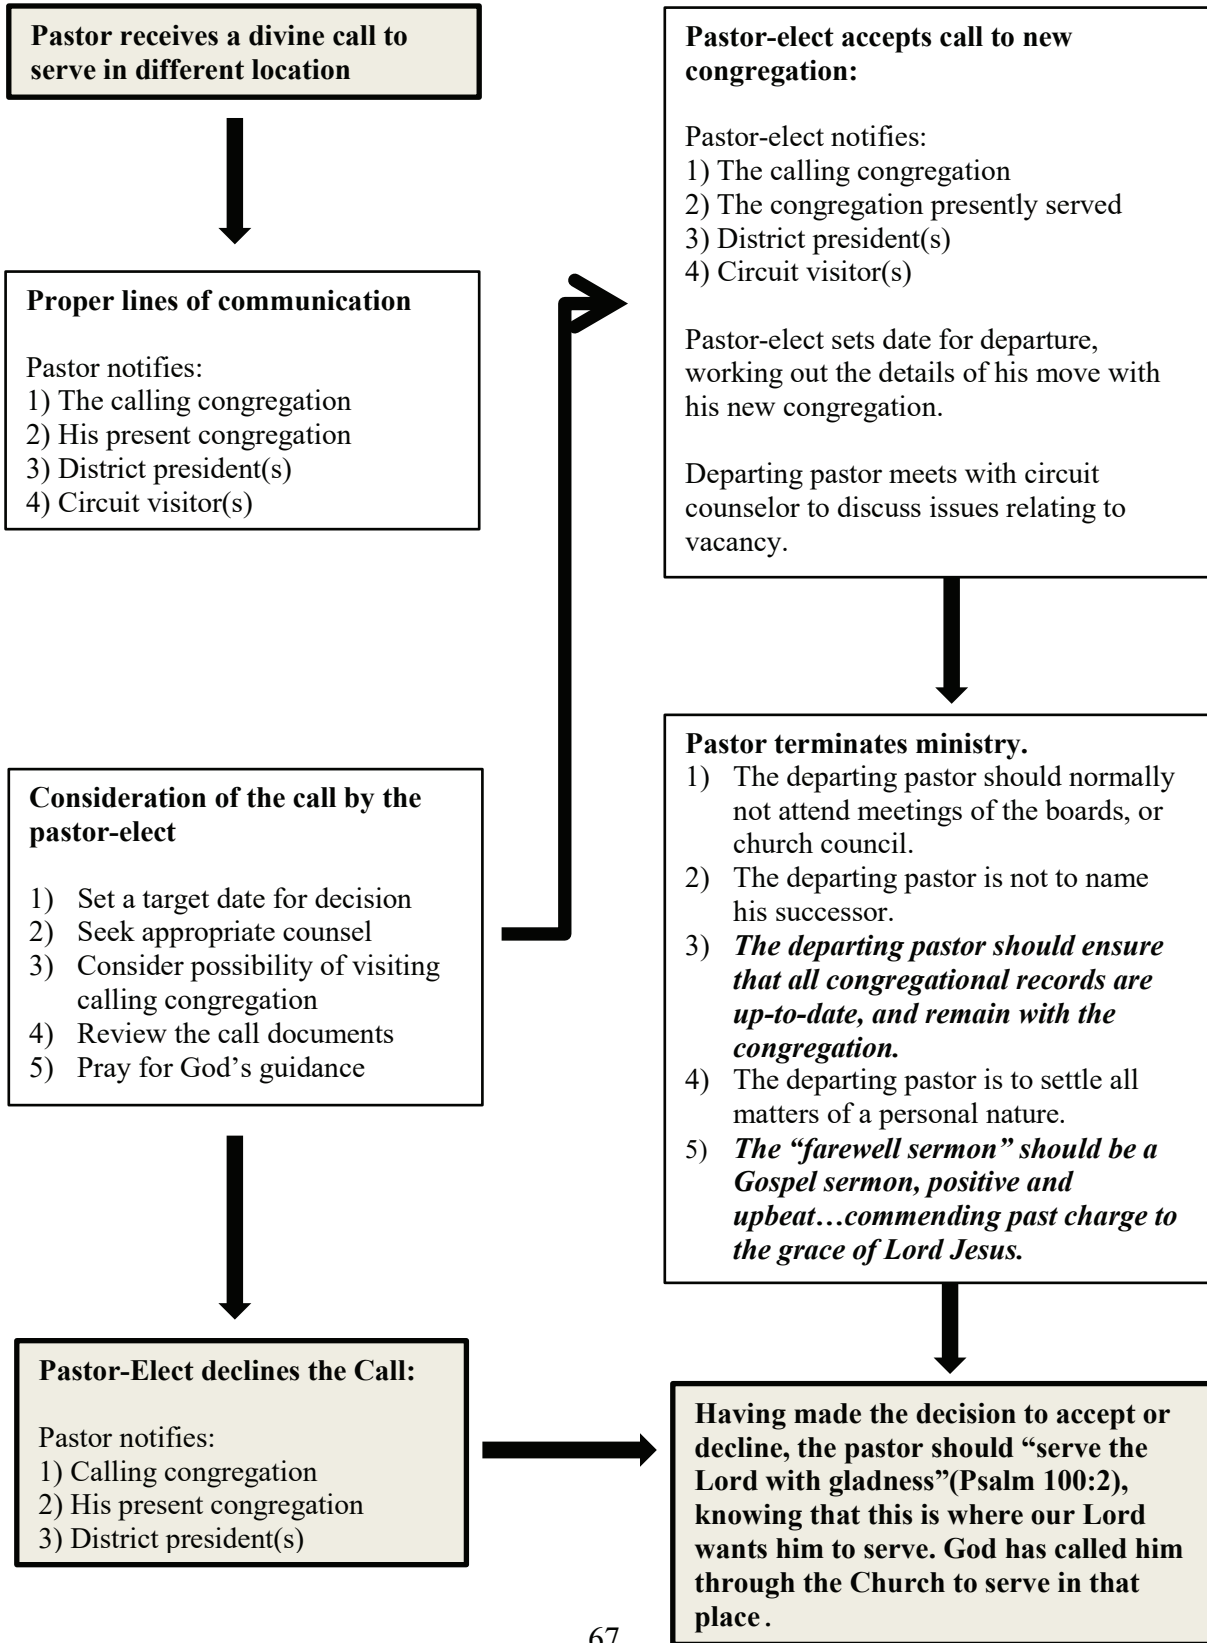 Pastor receives a divine call to
serve in different location
Proper lines of communication
Pastor notifies:
1) The calling congregation
2) His present congregation
3) District president(s)
4) Circuit visitor(s)
Consideration of the call by the
pastor-elect
1) Set a target date for decision
2) Seek appropriate counsel
3) Consider possibility of visiting
calling congregation
4) Review the call documents
5) Pray for God’s guidance
Pastor-Elect declines the Call:
Pastor notifies:
1) Calling congregation
2) His present congregation
3) District president(s)
Pastor-elect accepts call to new
congregation:
Pastor-elect notifies:
1) The calling congregation
2) The congregation presently served
3) District president(s)
4) Circuit visitor(s)
Pastor-elect sets date for departure,
working out the details of his move with
his new congregation.
Departing pastor meets with circuit
counselor to discuss issues relating to
vacancy.
Pastor terminates ministry.
1) The departing pastor should normally
not attend meetings of the boards, or
church council.
2) The departing pastor is not to name
his successor.
3) The departing pastor should ensure
that all congregational records are
up-to-date, and remain with the
congregation.
4) The departing pastor is to settle all
matters of a personal nature.
5) The “farewell sermon” should be a
Gospel sermon, positive and
upbeat…commending past charge to
the grace of Lord Jesus.
Having made the decision to accept or
decline, the pastor should “serve the
Lord with gladness”(Psalm 100:2),
knowing that this is where our Lord
wants him to serve. God has called him
through the Church to serve in that
place.
67